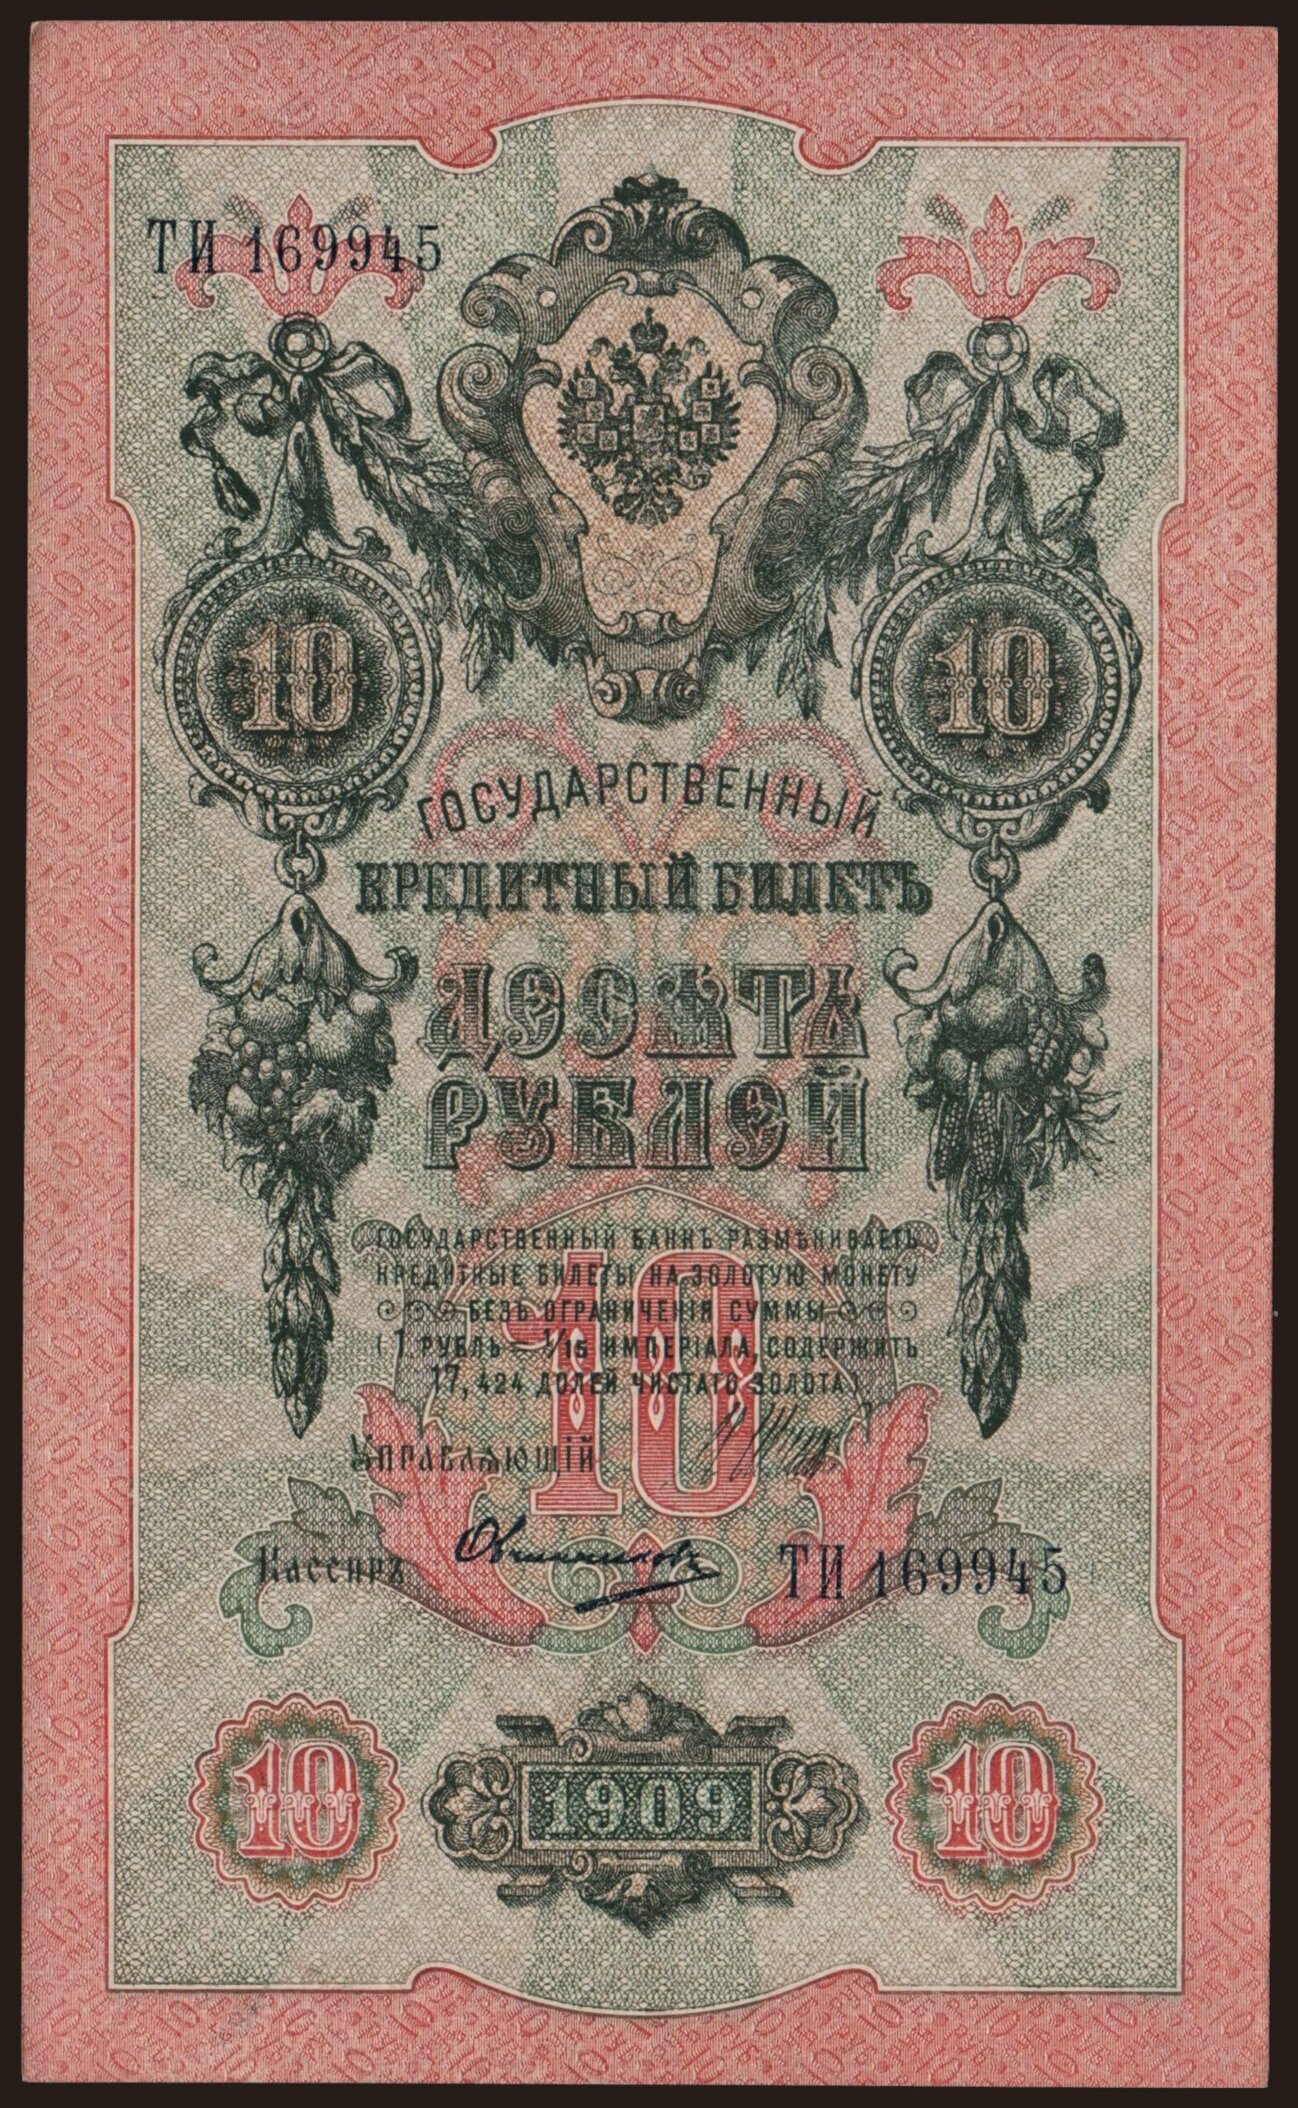 ТИ 169945
10 10
ГОСУДАРСТВЕННЫЙ
КРЕДИТНЫЙ БИЛЕТЪ
ДЕСЯТЬ
РУБЛЕЙ
ГОСУДАРСТВЕННЫЙ БАНКЪ РАЗМѢНИВАЕТЪ
КРЕДИТНЫЕ БИЛЕТЫ НА ЗОЛОТУЮ МОНЕТУ
БЕЗЪ ОГРАНИЧЕНІЯ СУММЫ
(1 РУБЛЬ = 1/15 ИМПЕРІАЛА, СОДЕРЖИТЪ
17,424 ДОЛЕЙ ЧИСТАГО ЗОЛОТА)
10
УПРАВЛЯЮЩІЙ
Кассиръ Овчинниковъ ТИ 169945
10 1909 10